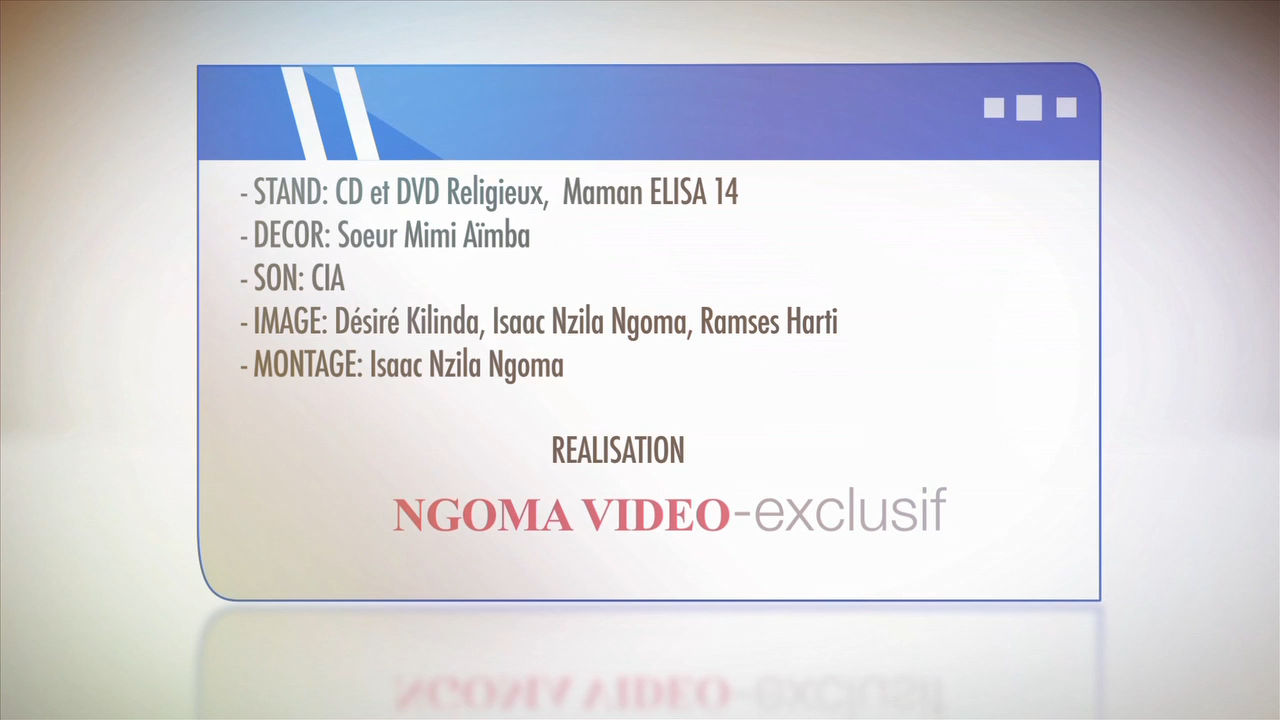 - STAND: CD et DVD Religieux,  Maman ELISA 14
- DECOR: Soeur Mimi Aïmba
- SON: CIA
- IMAGE: Désiré Kilinda, Isaac Nzila Ngoma, Ramses Harti
- MONTAGE: Isaac Nzila Ngoma
REALISATION
NGOMA VIDEO-exclusif